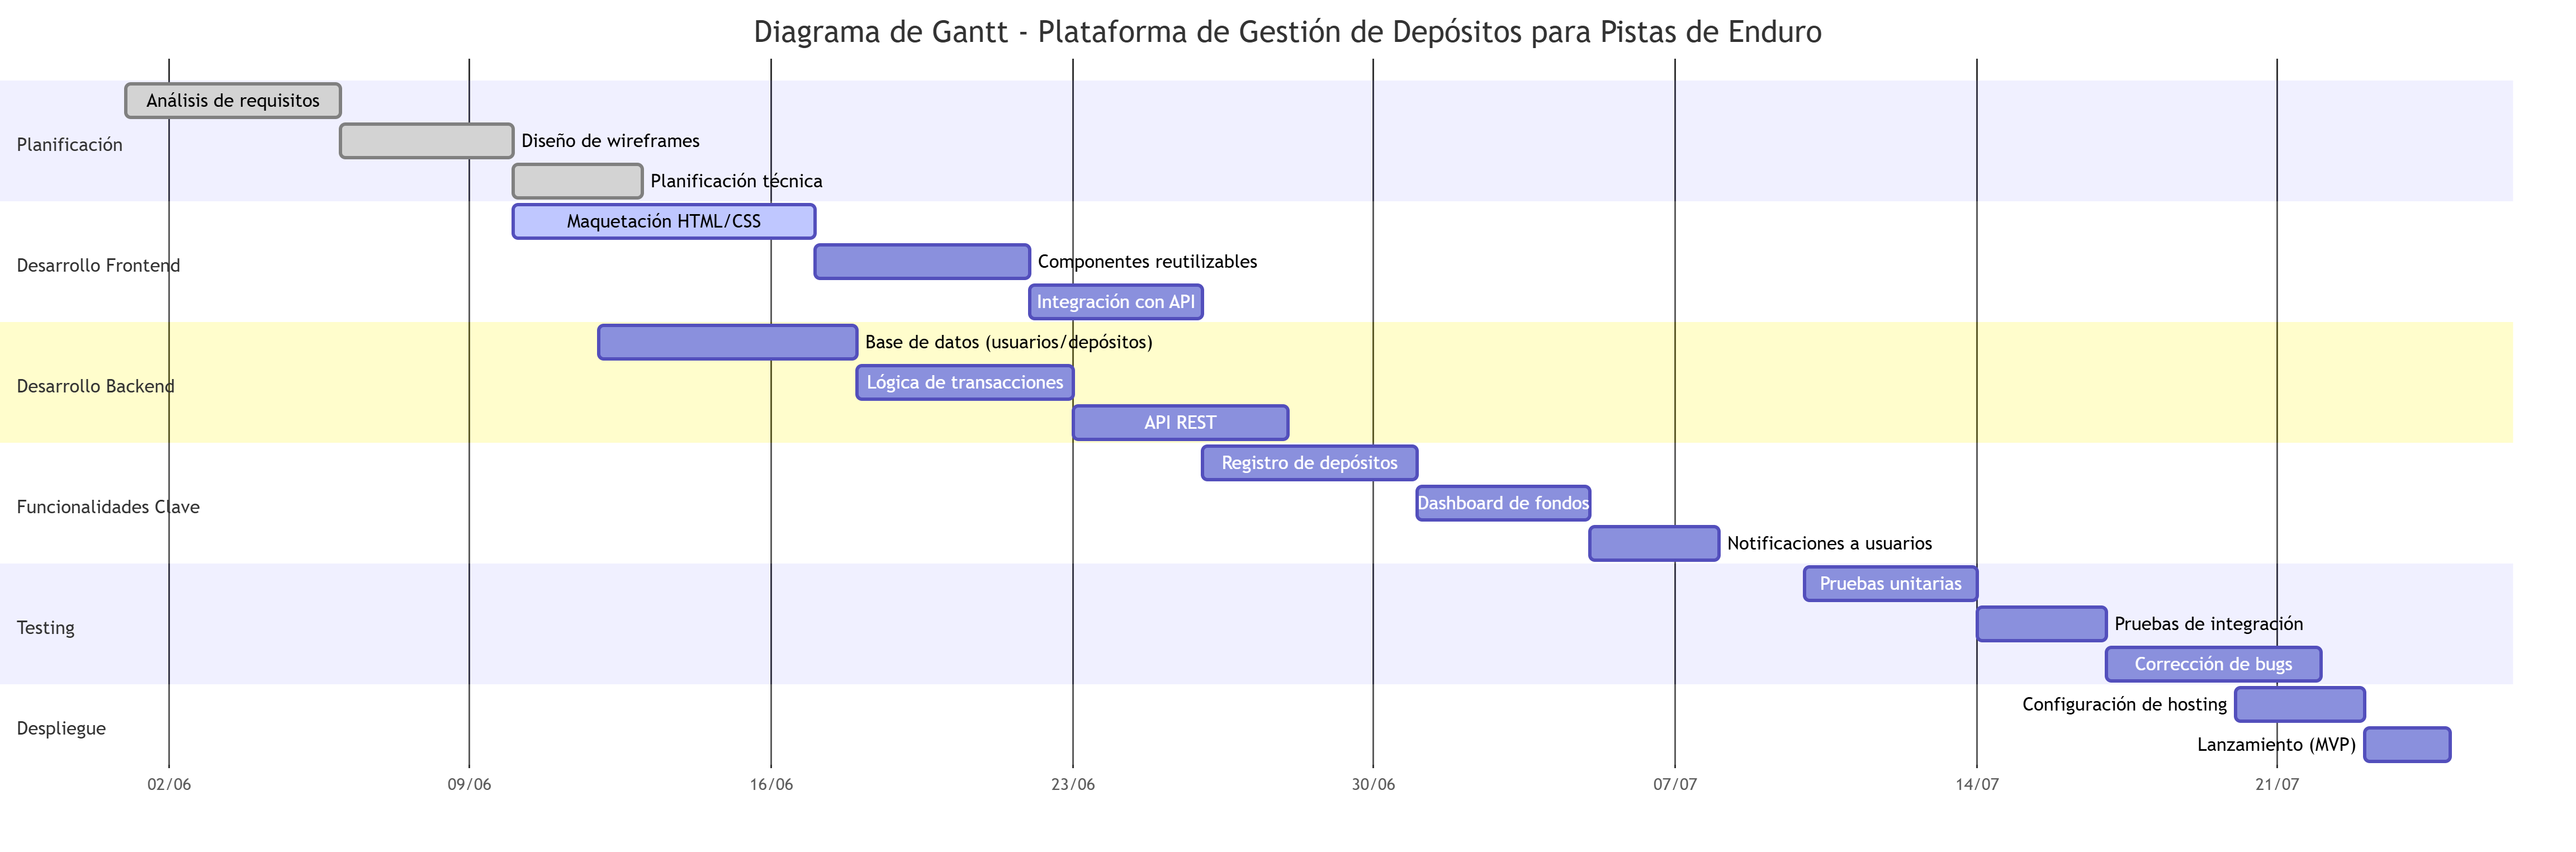 Diagrama de Gantt - Plataforma de Gestión de Depósitos para Pistas de Enduro
Planificación
Análisis de requisitos
Diseño de wireframes
Planificación técnica
Desarrollo Frontend
Maquetación HTML/CSS
Componentes reutilizables
Integración con API
Desarrollo Backend
Base de datos (usuarios/depósitos)
Lógica de transacciones
API REST
Funcionalidades Clave
Registro de depósitos
Dashboard de fondos
Notificaciones a usuarios
Testing
Pruebas unitarias
Pruebas de integración
Corrección de bugs
Despliegue
Configuración de hosting
Lanzamiento (MVP)
02/06 09/06 16/06 23/06 30/06 07/07 14/07 21/07